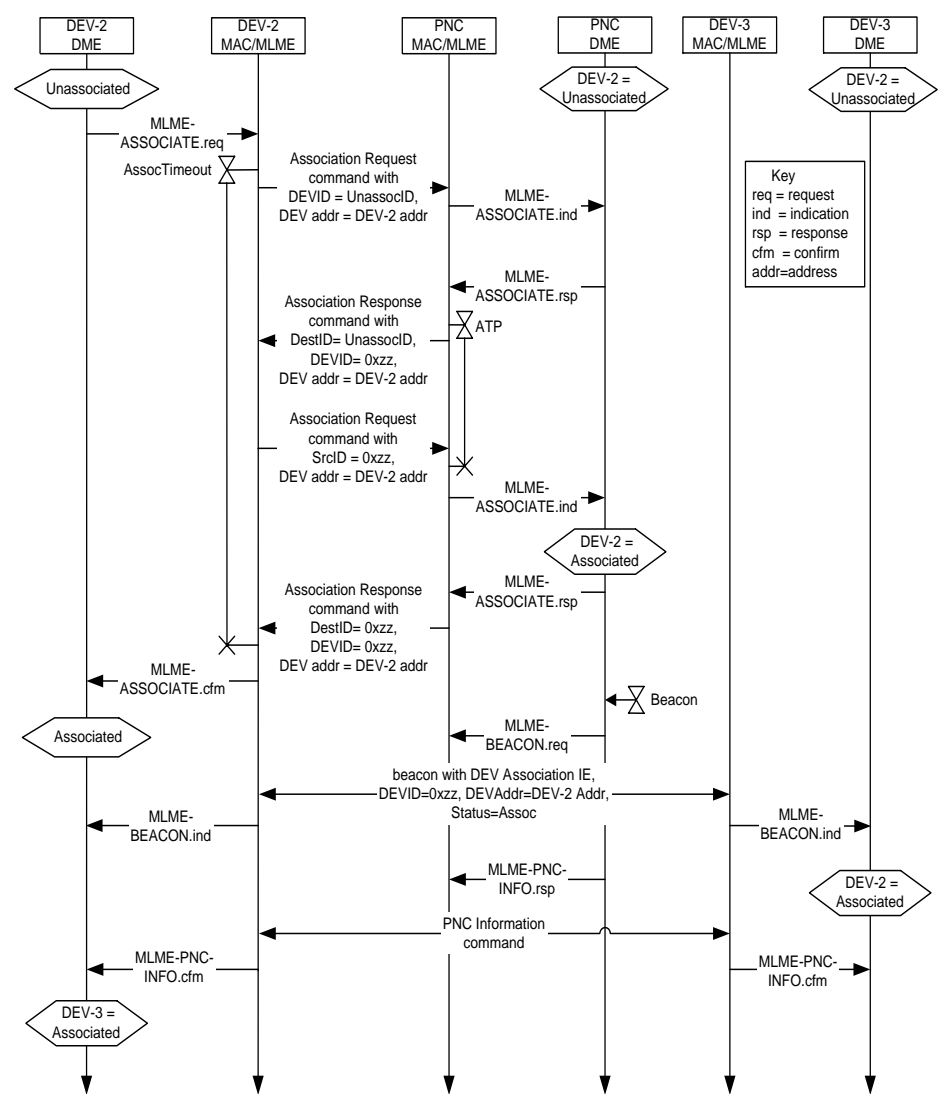 DEV-2
DME
DEV-2
MAC/MLME
PNC
MAC/MLME
PNC
DME
DEV-3
MAC/MLME
DEV-3
DME
Unassociated
DEV-2 =
Unassociated
DEV-2 =
Unassociated
MLME-
ASSOCIATE.req
AssocTimeout
Association Request
command with
DEVID = UnassocID,
DEV addr = DEV-2 addr
MLME-
ASSOCIATE.ind
Key
req = request
ind = indication
rsp = response
cfm = confirm
addr=address
MLME-
ASSOCIATE.rsp
Association Response
command with
DestID= UnassocID,
DEVID= 0xzz,
DEV addr = DEV-2 addr
ATP
Association Request
command with
SrcID = 0xzz,
DEV addr = DEV-2 addr
MLME-
ASSOCIATE.ind
DEV-2 =
Associated
MLME-
ASSOCIATE.rsp
Association Response
command with
DestID= 0xzz,
DEVID= 0xzz,
DEV addr = DEV-2 addr
MLME-
ASSOCIATE.cfm
Beacon
Associated
MLME-
BEACON.req
beacon with DEV Association IE,
DEVID=0xzz, DEVAddr=DEV-2 Addr,
Status=Assoc
MLME-
BEACON.ind
MLME-
BEACON.ind
MLME-PNC-
INFO.rsp
DEV-2 =
Associated
PNC Information
command
MLME-PNC-
INFO.cfm
MLME-PNC-
INFO.cfm
DEV-3 =
Associated